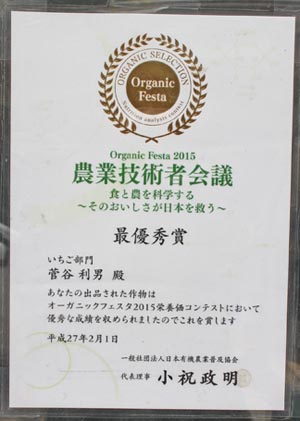 ORGANIC SELECTION
Organic
Festa
Nutrition analysis contest
Organic Festa 2015
農業技術者会議
食と農を科学する
〜そのおいしさが日本を救う〜
最優秀賞
いちご部門
菅谷 利男 殿
あなたの出品された作物は
オーガニックフェスタ2015栄養価コンテストにおいて
優秀な成績を収められましたのでこれを賞します
平成27年2月1日
一般社団法人日本有機農業普及協会
代表理事 小祝政明